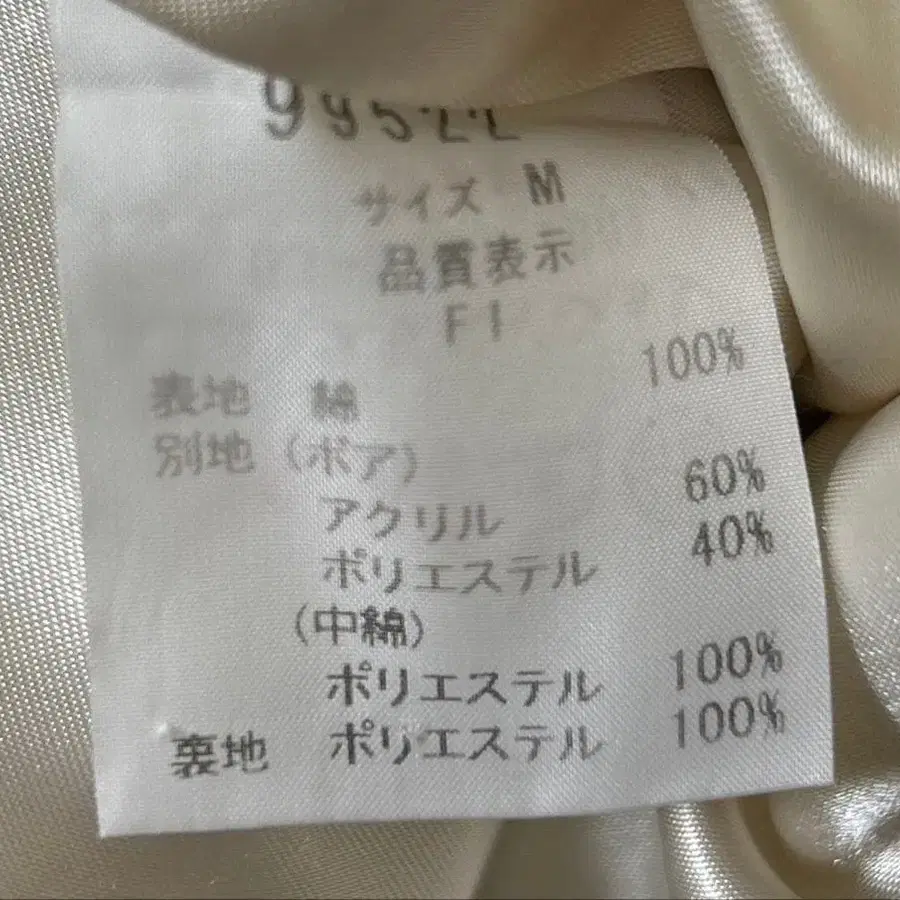 サイズ M
品質表示
F1
表地 綿 100%
別地 (ボア)
アクリル 60%
ポリエステル 40%
(中綿)
ポリエステル 100%
裏地 ポリエステル 100%